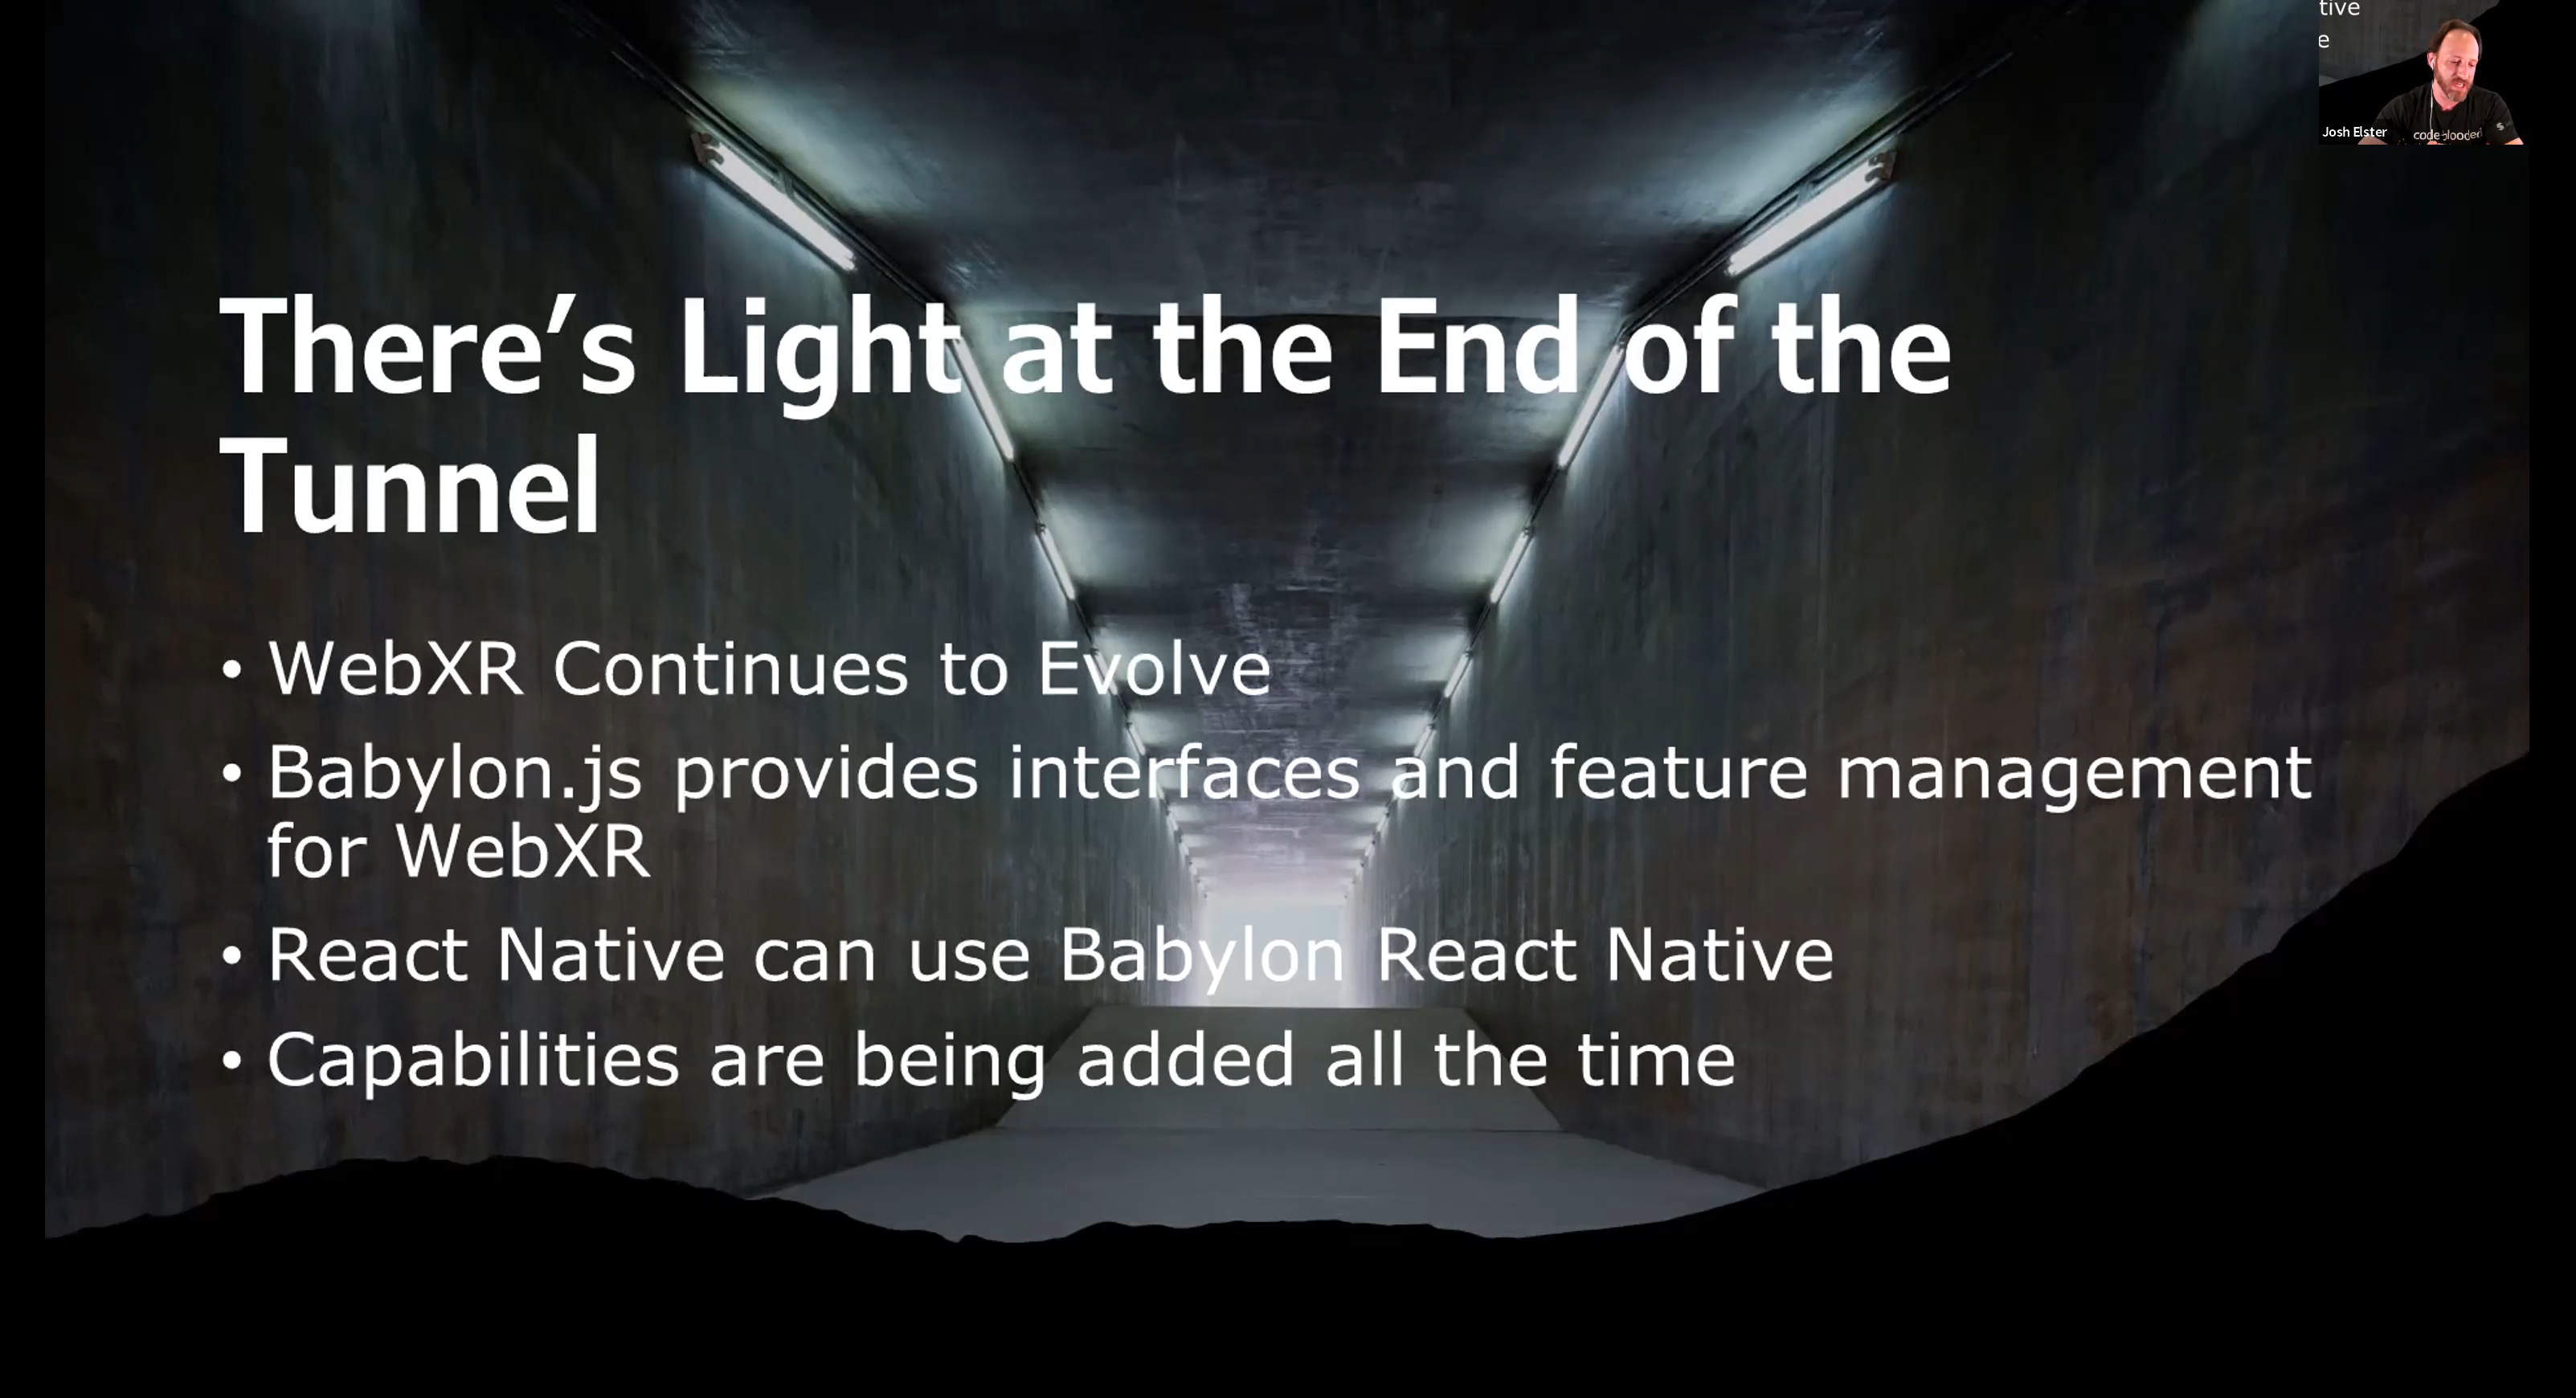 tive
e
Josh Elster
codeblooded
There’s Light at the End of the
Tunnel
• WebXR Continues to Evolve
• Babylon.js provides interfaces and feature management
for WebXR
• React Native can use Babylon React Native
• Capabilities are being added all the time